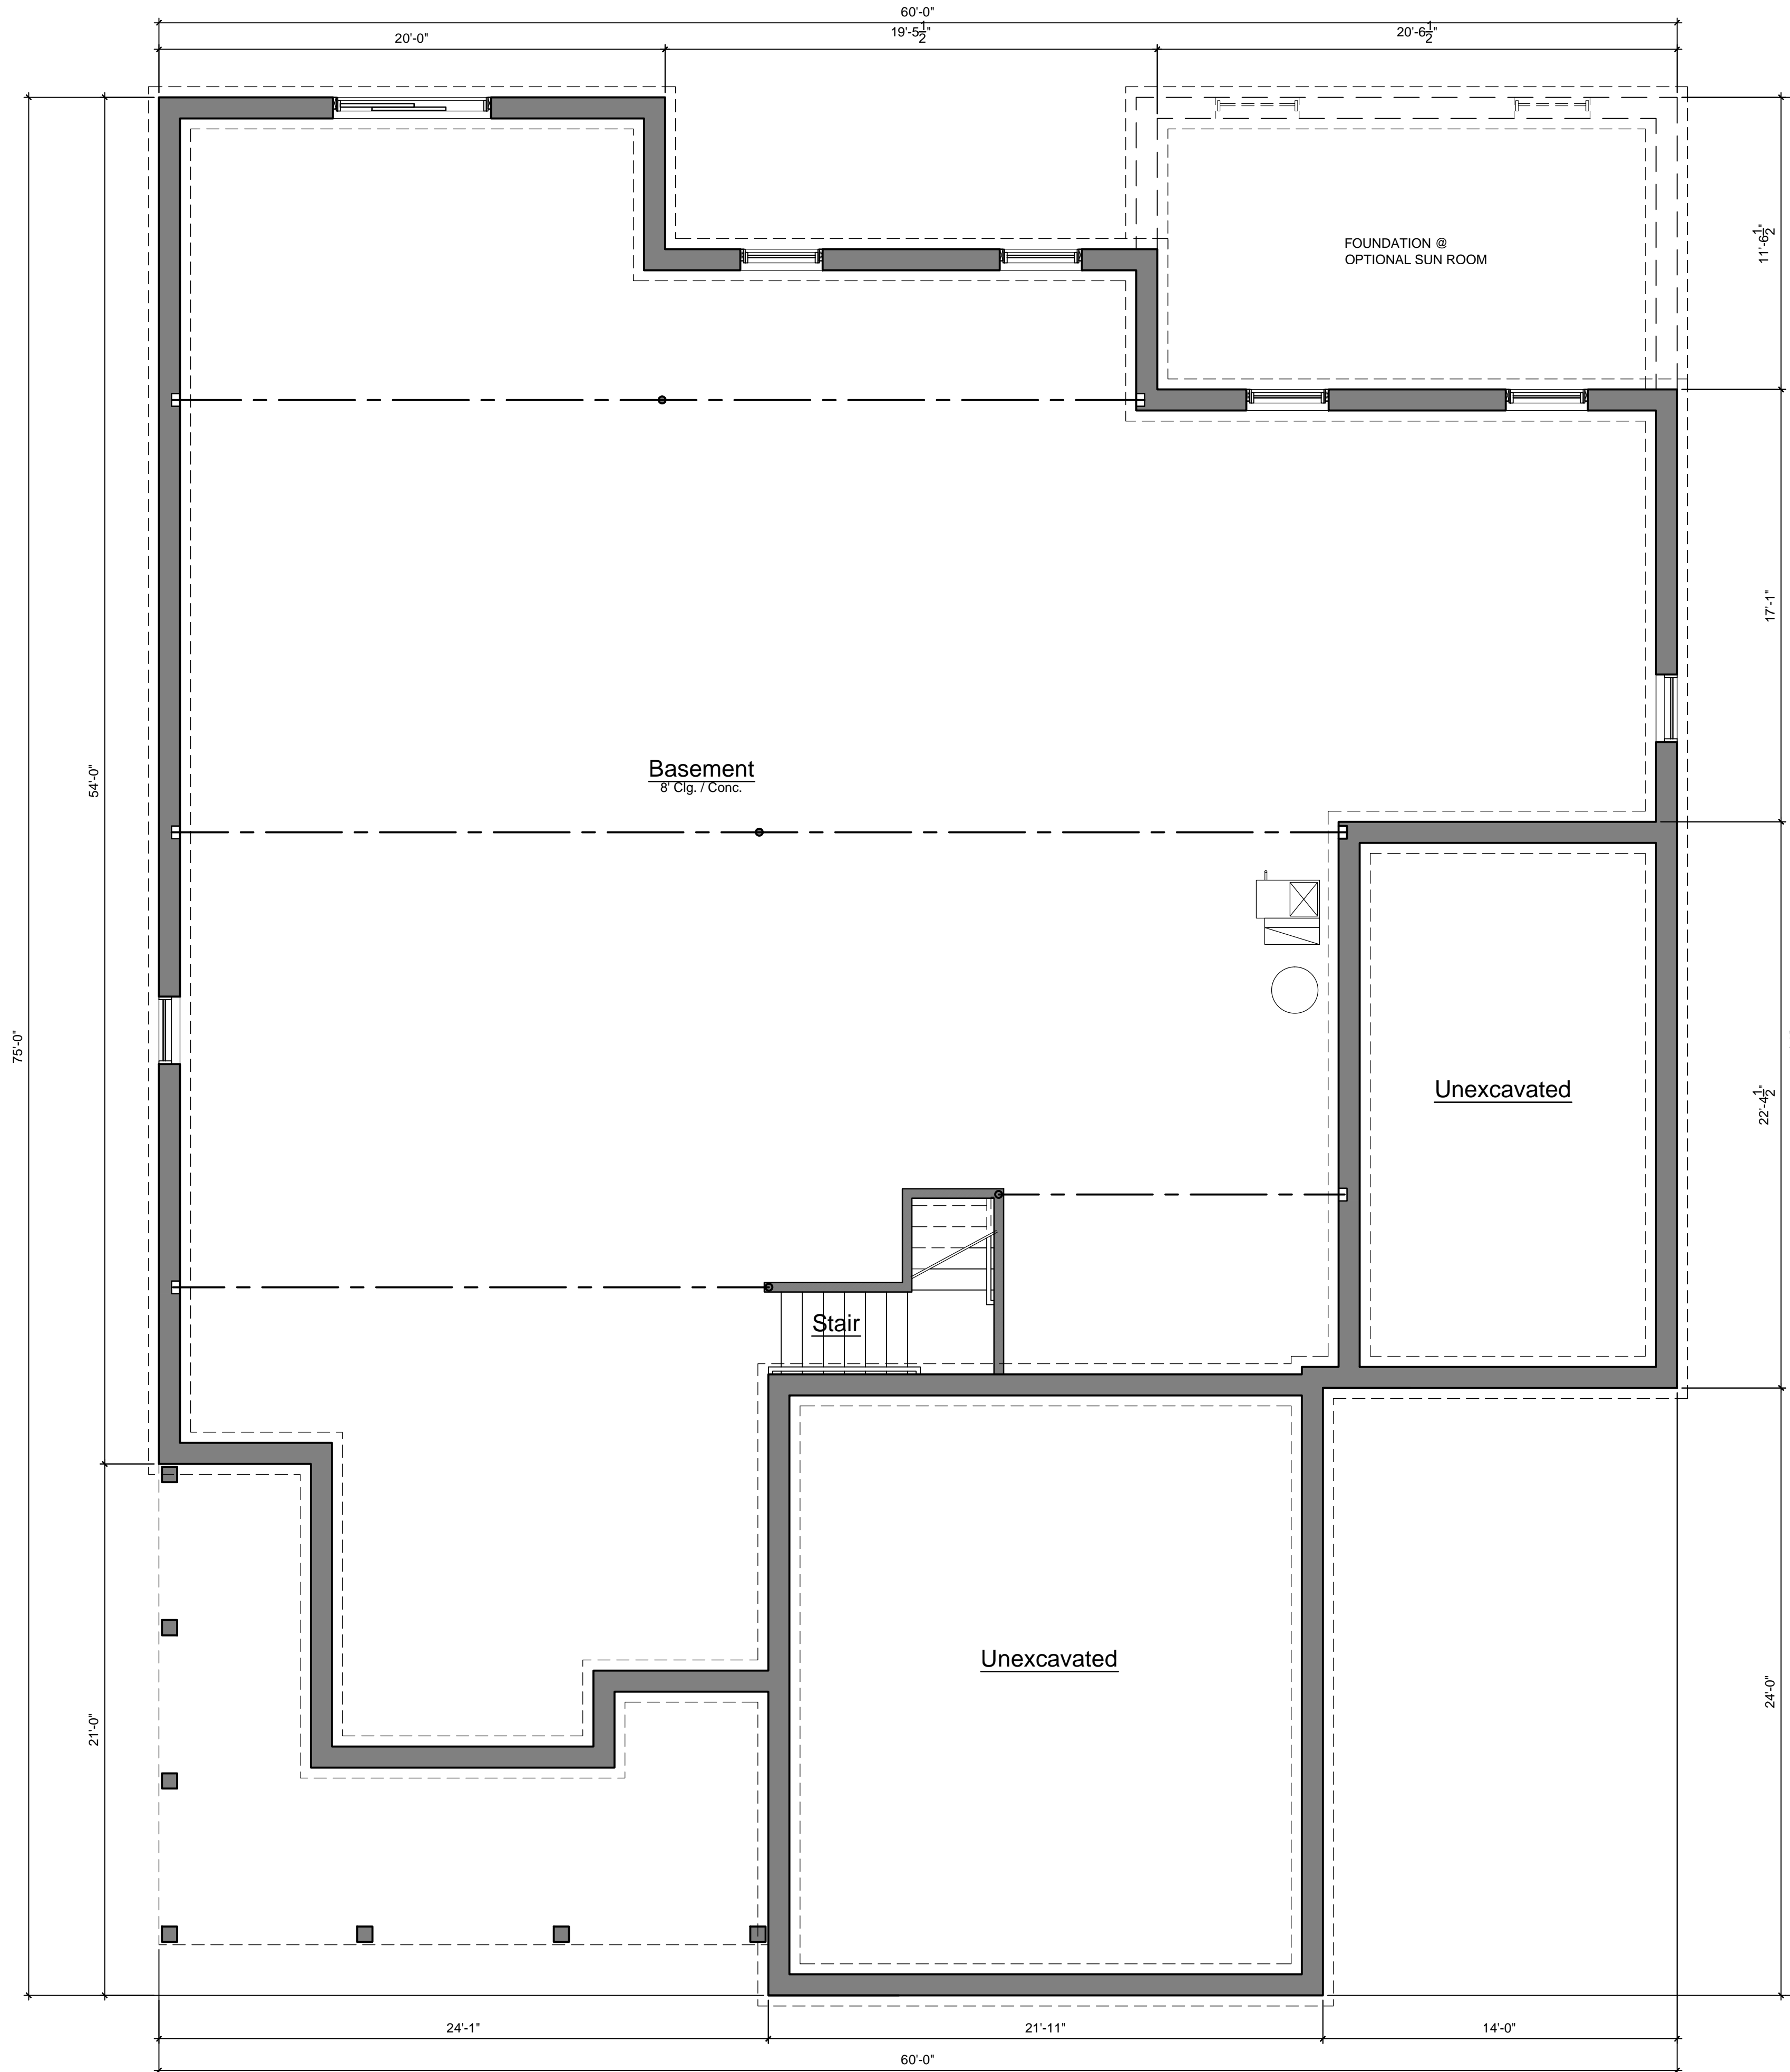 60'-0"
20'-0"
19'-5 1/2"
20'-6 1/2"
FOUNDATION @
OPTIONAL SUN ROOM
11'-6 1/2"
17'-1"
Basement
8' Clg. / Conc.
54'-0"
75'-0"
Unexcavated
22'-4 1/2"
Stair
Unexcavated
21'-0"
24'-0"
24'-1"
21'-11"
14'-0"
60'-0"